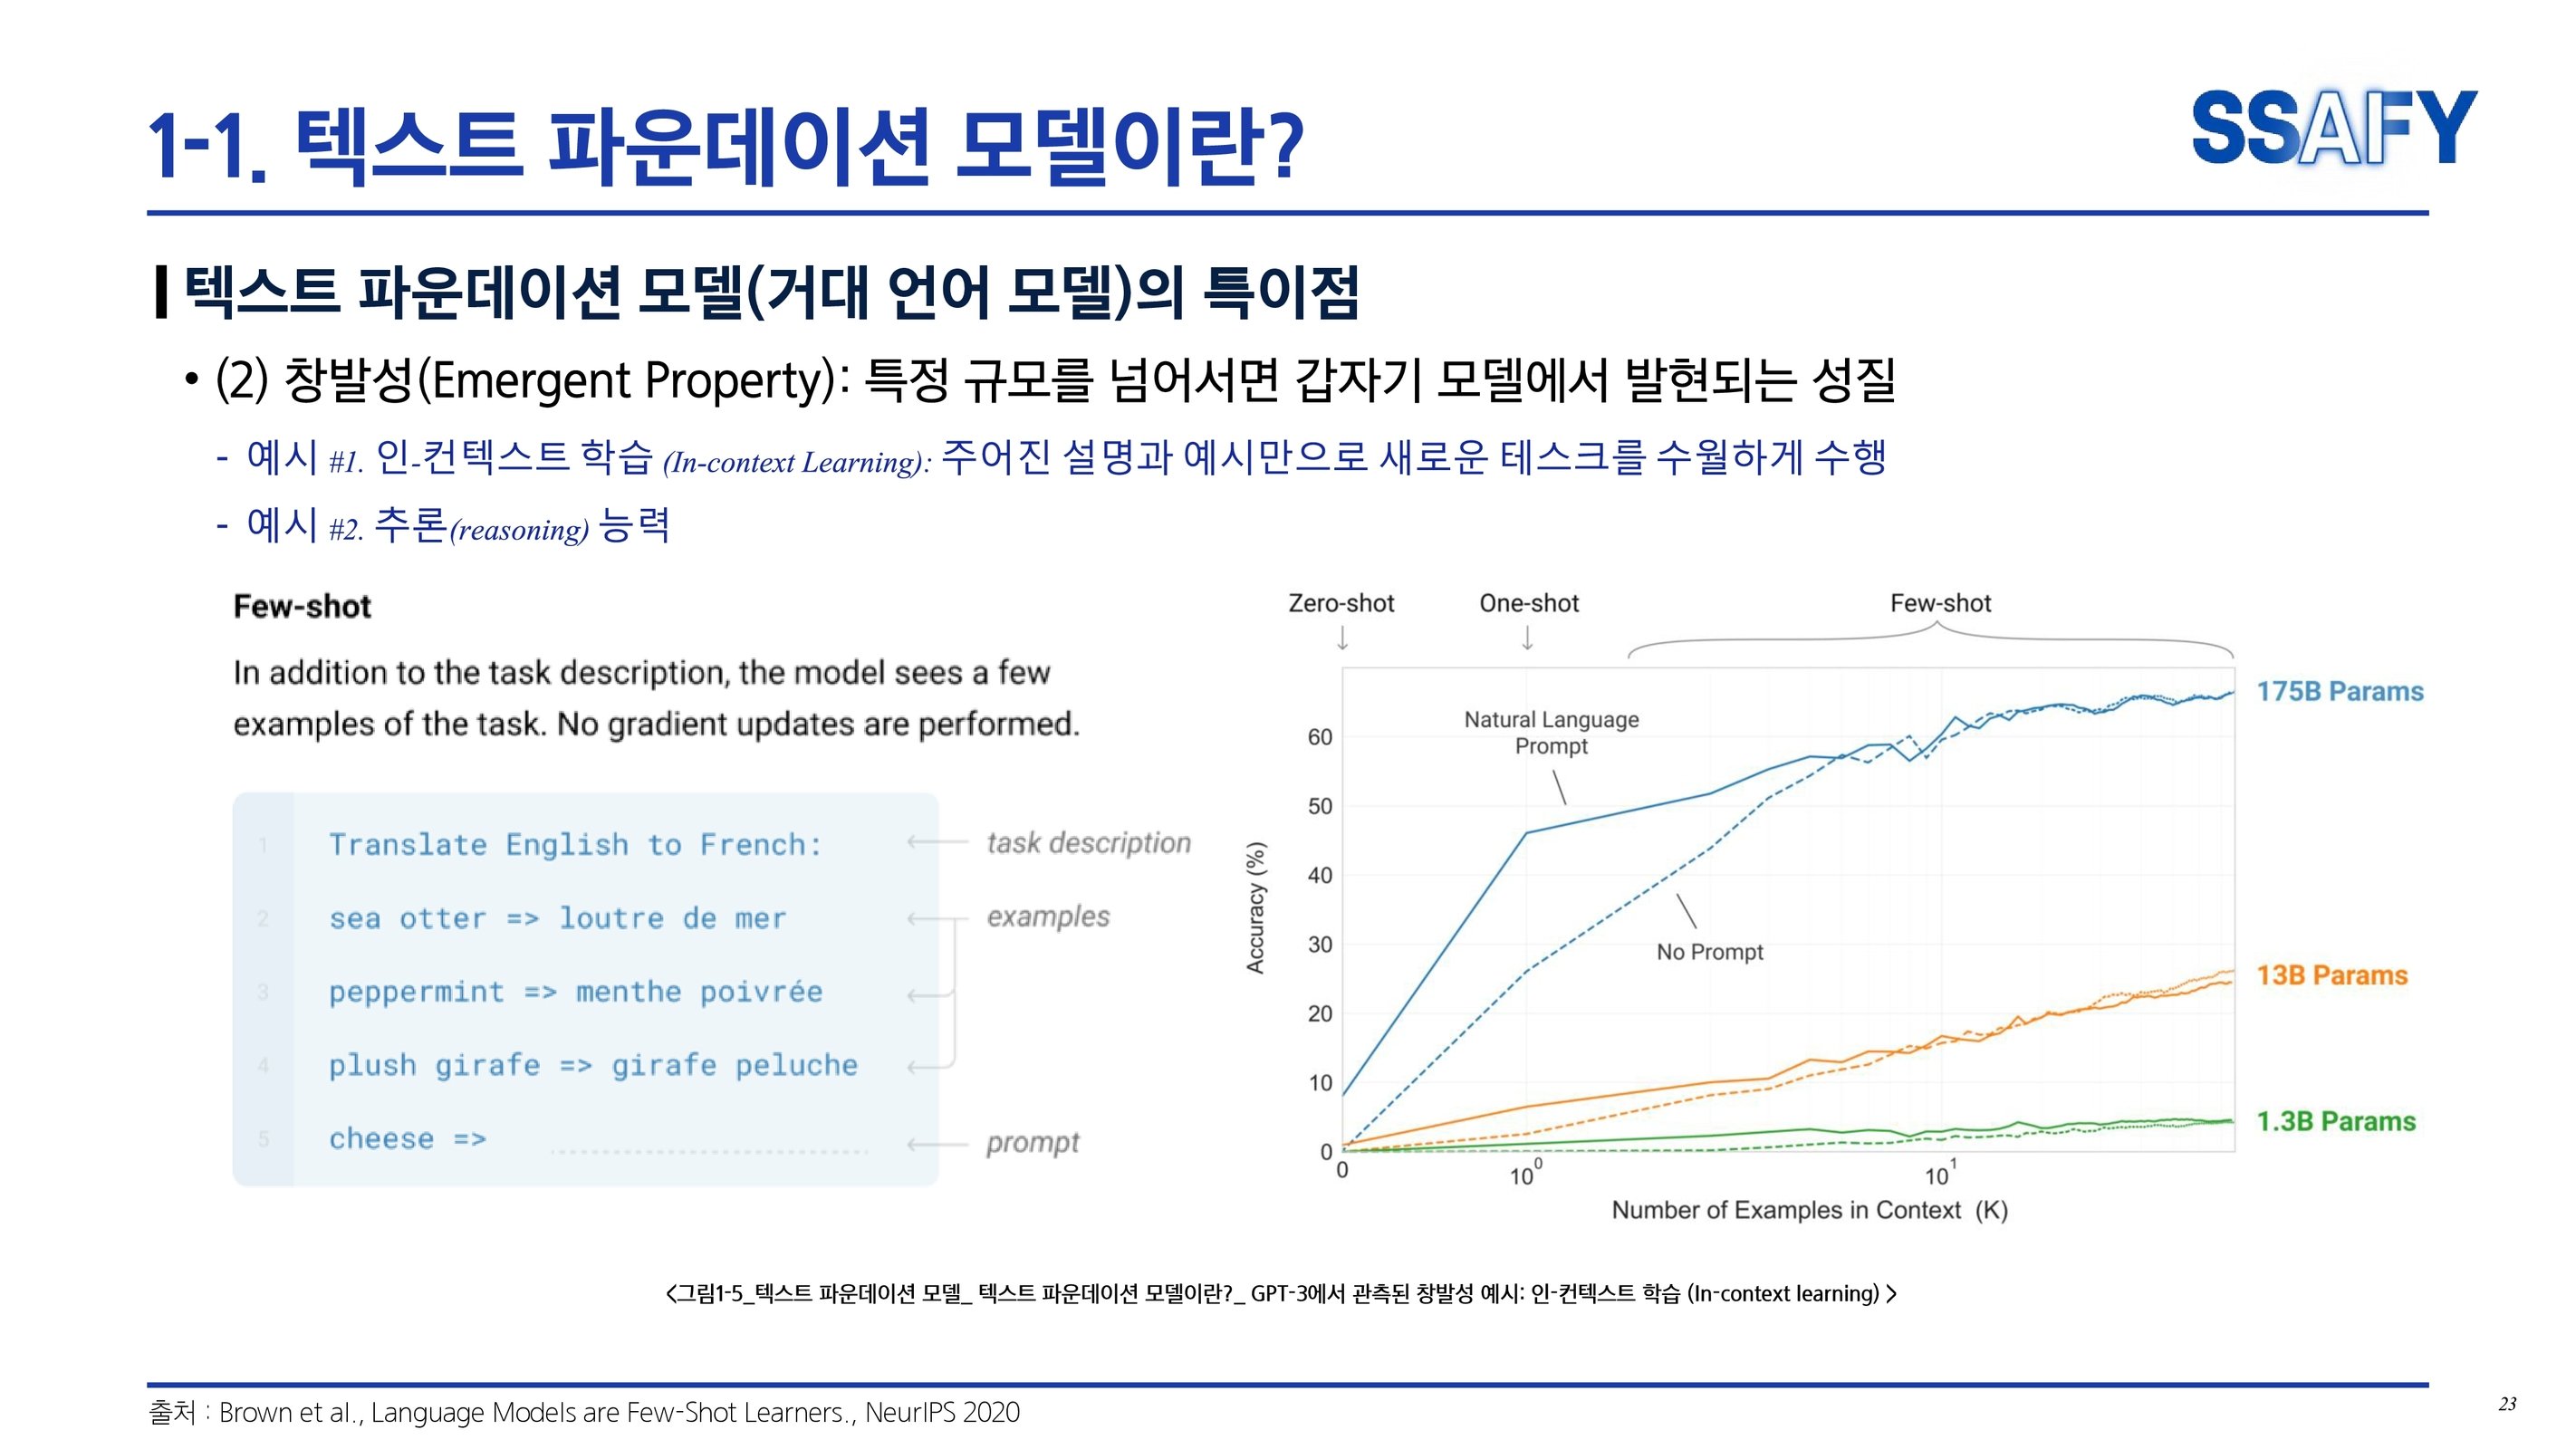 1-1. 텍스트 파운데이션 모델이란?
SSAFY
텍스트 파운데이션 모델(거대 언어 모델)의 특이점
• (2) 창발성(Emergent Property): 특정 규모를 넘어서면 갑자기 모델에서 발현되는 성질
- 예시 #1. 인-컨텍스트 학습 (In-context Learning): 주어진 설명과 예시만으로 새로운 테스크를 수월하게 수행
- 예시 #2. 추론(reasoning) 능력
Few-shot
In addition to the task description, the model sees a few
examples of the task. No gradient updates are performed.
1 Translate English to French: task description
2 sea otter => loutre de mer examples
3 peppermint => menthe poivrée
4 plush girafe => girafe peluche
5 cheese => prompt
Zero-shot One-shot Few-shot
175B Params
Natural Language
Prompt
No Prompt
13B Params
1.3B Params
Accuracy (%)
60
50
40
30
20
10
0
0 10^0 10^1
Number of Examples in Context (K)
<그림1-5_텍스트 파운데이션 모델_ 텍스트 파운데이션 모델이란?_ GPT-3에서 관측된 창발성 예시: 인-컨텍스트 학습 (In-context learning) >
출처 : Brown et al., Language Models are Few-Shot Learners., NeurIPS 2020
23